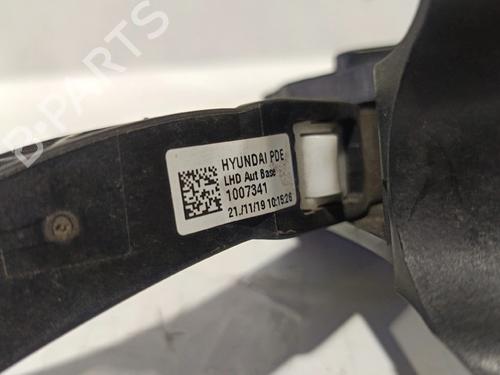 HYUNDAI PDE
LHD Aut Base
1007341
21./11/19 10:15:26
B-PARTS